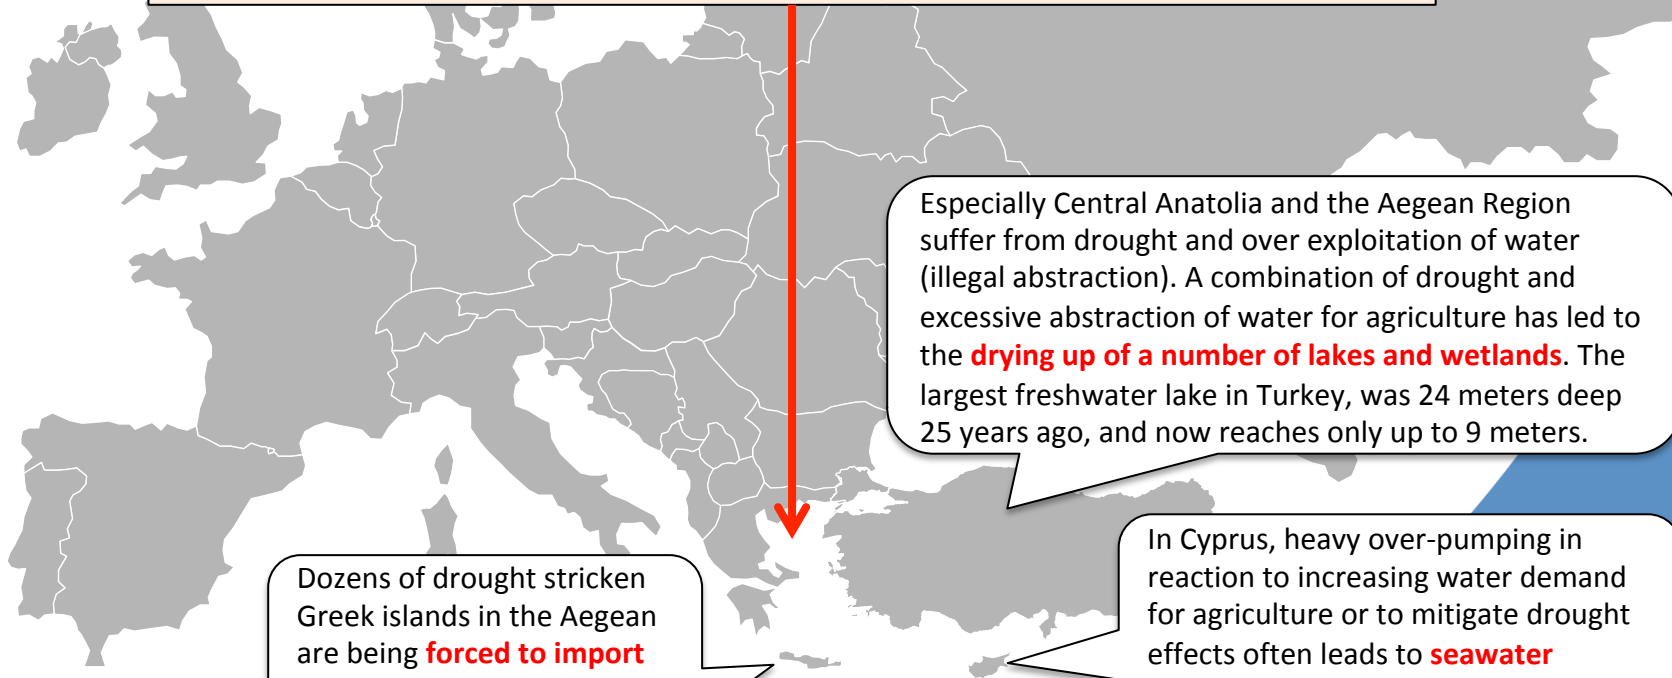 Especially Central Anatolia and the Aegean Region
suffer from drought and over exploitation of water
(illegal abstraction). A combination of drought and
excessive abstraction of water for agriculture has led to
the drying up of a number of lakes and wetlands. The
largest freshwater lake in Turkey, was 24 meters deep
25 years ago, and now reaches only up to 9 meters.
In Cyprus, heavy over-pumping in
reaction to increasing water demand
for agriculture or to mitigate drought
effects often leads to seawater
Dozens of drought stricken
Greek islands in the Aegean
are being forced to import